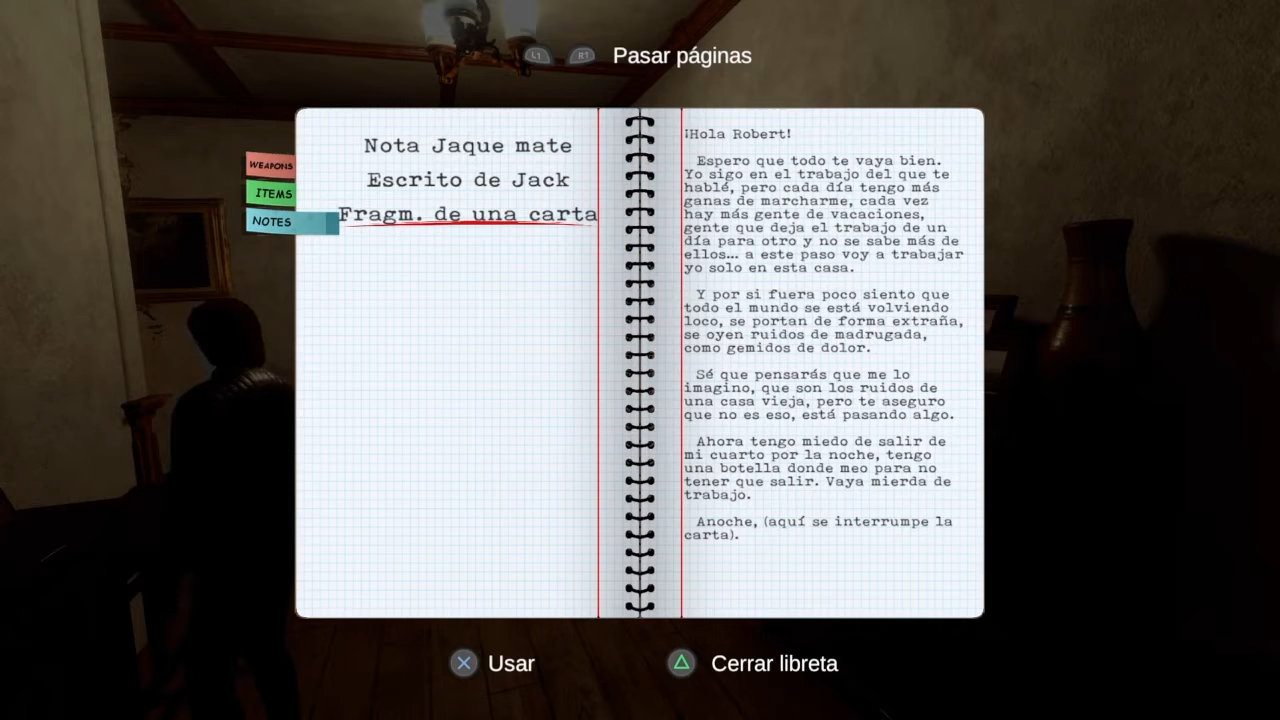 L1 R1 Pasar páginas
WEAPONS
ITEMS
NOTES
Nota Jaque mate
Escrito de Jack
Fragm. de una carta
¡Hola Robert!
Espero que todo te vaya bien.
Yo sigo en el trabajo del que te
hablé, pero cada día tengo más
ganas de marcharme, cada vez
hay más gente de vacaciones,
gente que deja el trabajo de un
día para otro y no se sabe más de
ellos... a este paso voy a trabajar
yo solo en esta casa.
Y por si fuera poco siento que
todo el mundo se está volviendo
loco, se portan de forma extraña,
se oyen ruidos de madrugada,
como gemidos de dolor.
Sé que pensarás que me lo
imagino, que son los ruidos de
una casa vieja, pero te aseguro
que no es eso, está pasando algo.
Ahora tengo miedo de salir de
mi cuarto por la noche, tengo
una botella donde meo para no
tener que salir. Vaya mierda de
trabajo.
Anoche, (aquí se interrumpe la
carta).
Usar
Cerrar libreta